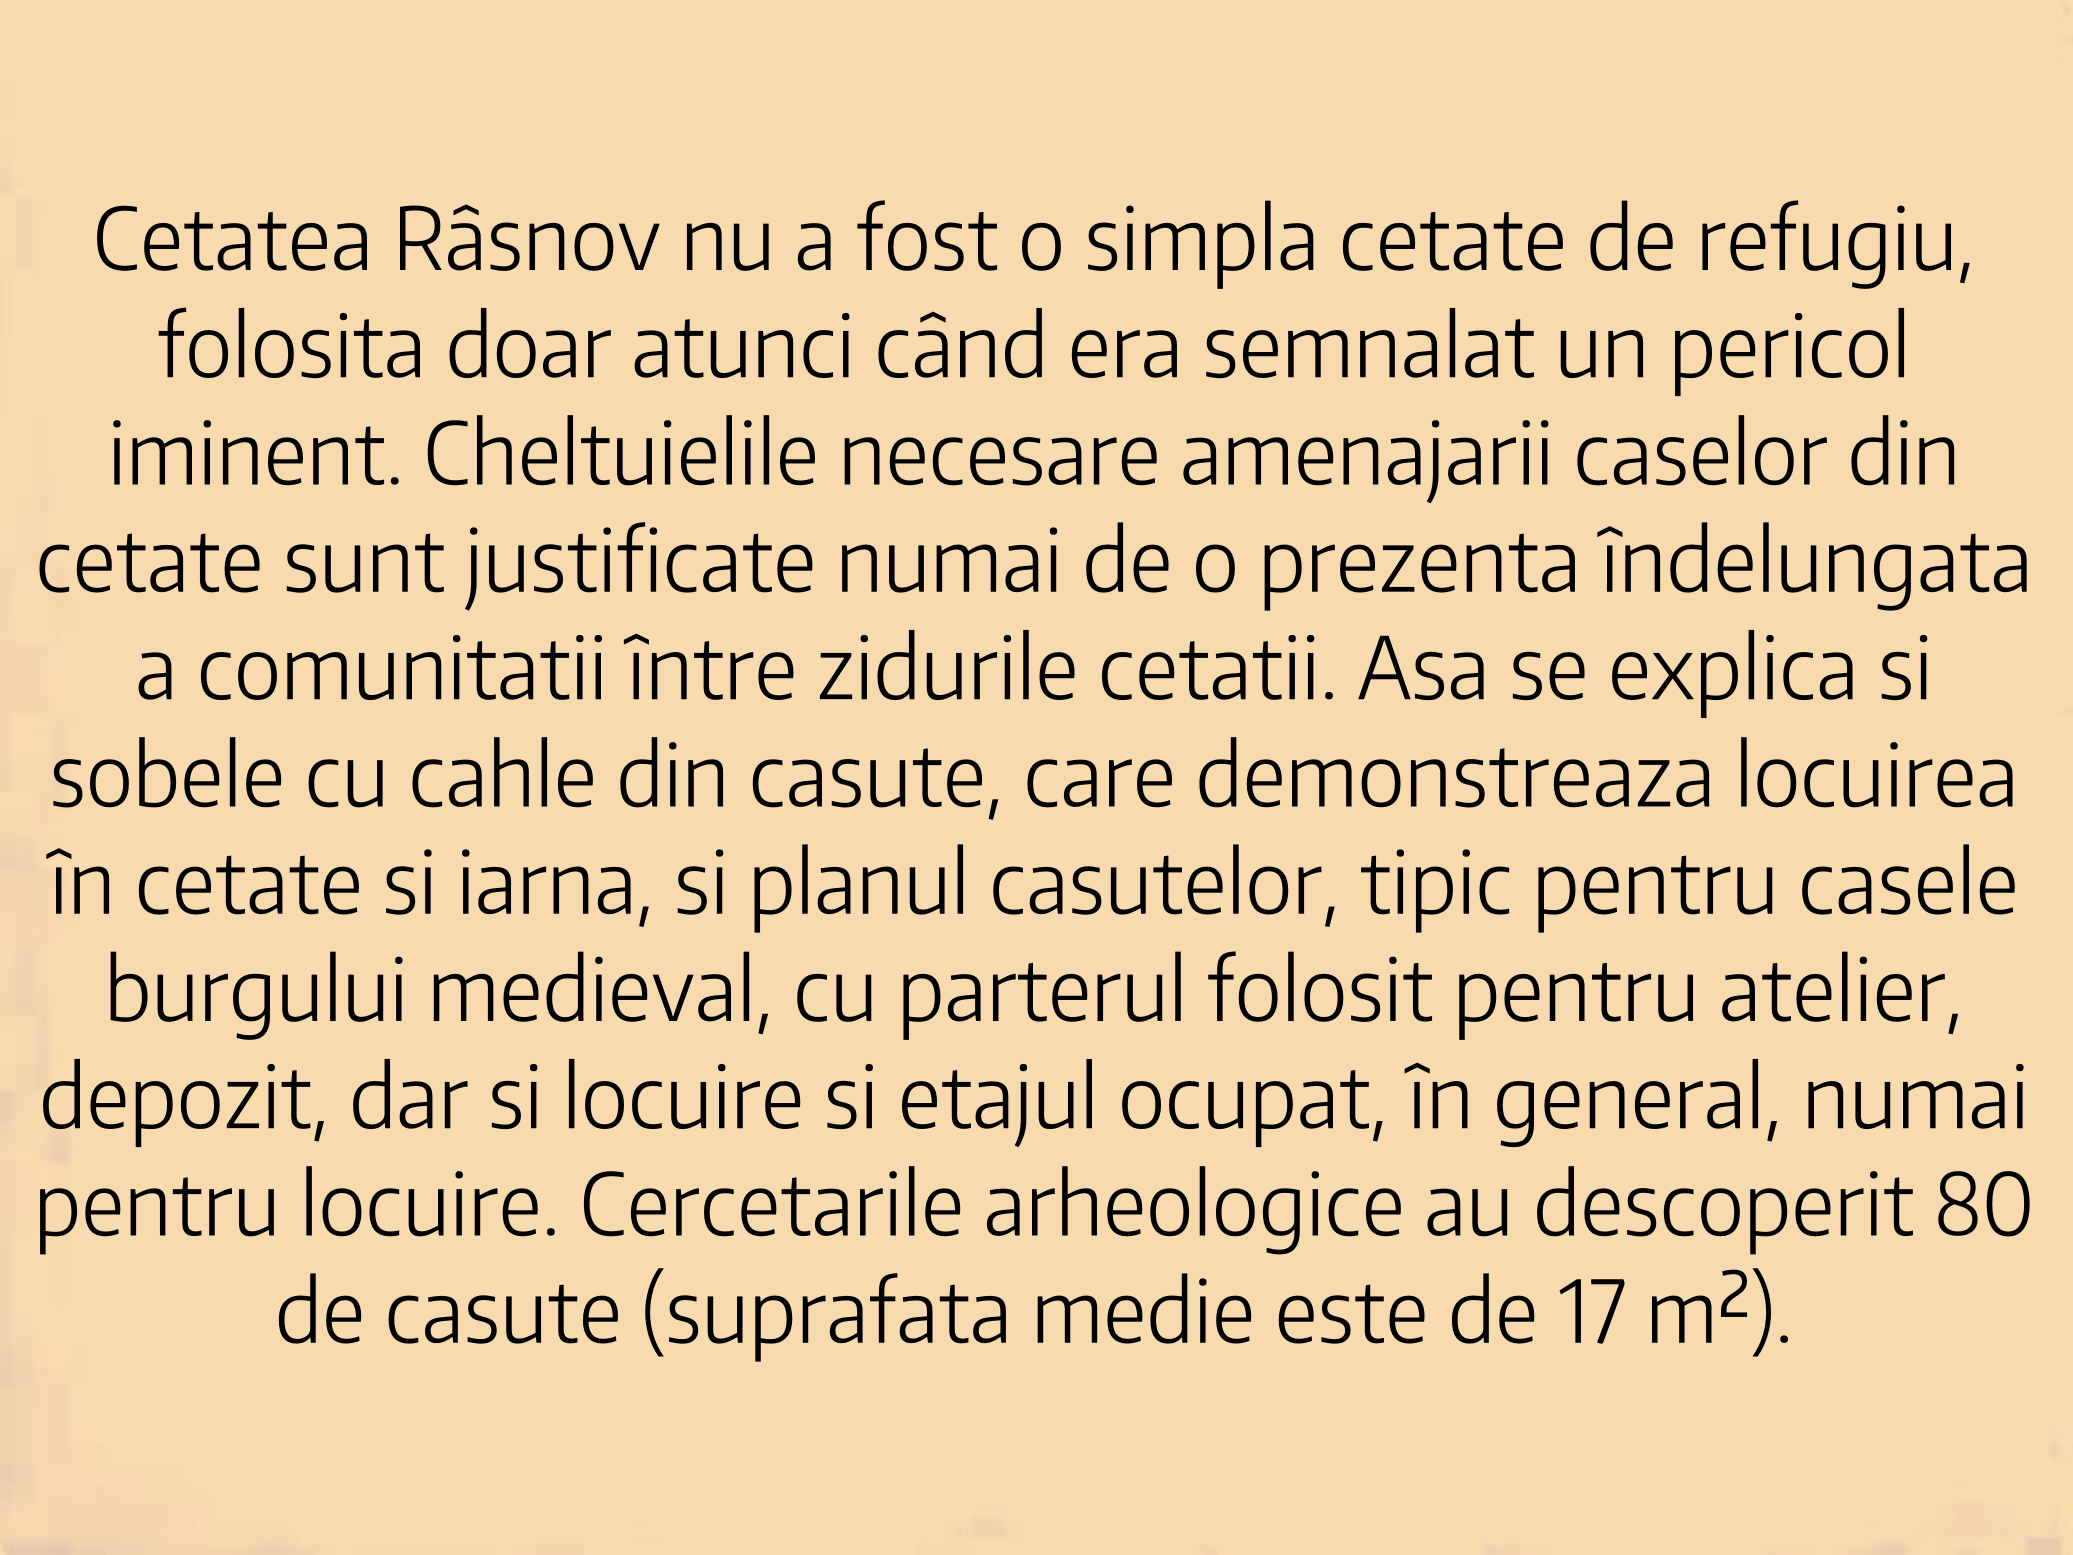 Cetatea Râsnov nu a fost o simpla cetate de refugiu,
folosita doar atunci când era semnalat un pericol
iminent. Cheltuielile necesare amenajarii caselor din
cetate sunt justificate numai de o prezenta îndelungata
a comunitatii între zidurile cetatii. Asa se explica si
sobele cu cahle din casute, care demonstreaza locuirea
în cetate si iarna, si planul casutelor, tipic pentru casele
burgului medieval, cu parterul folosit pentru atelier,
depozit, dar si locuire si etajul ocupat, în general, numai
pentru locuire. Cercetarile arheologice au descoperit 80
de casute (suprafata medie este de 17 m²).